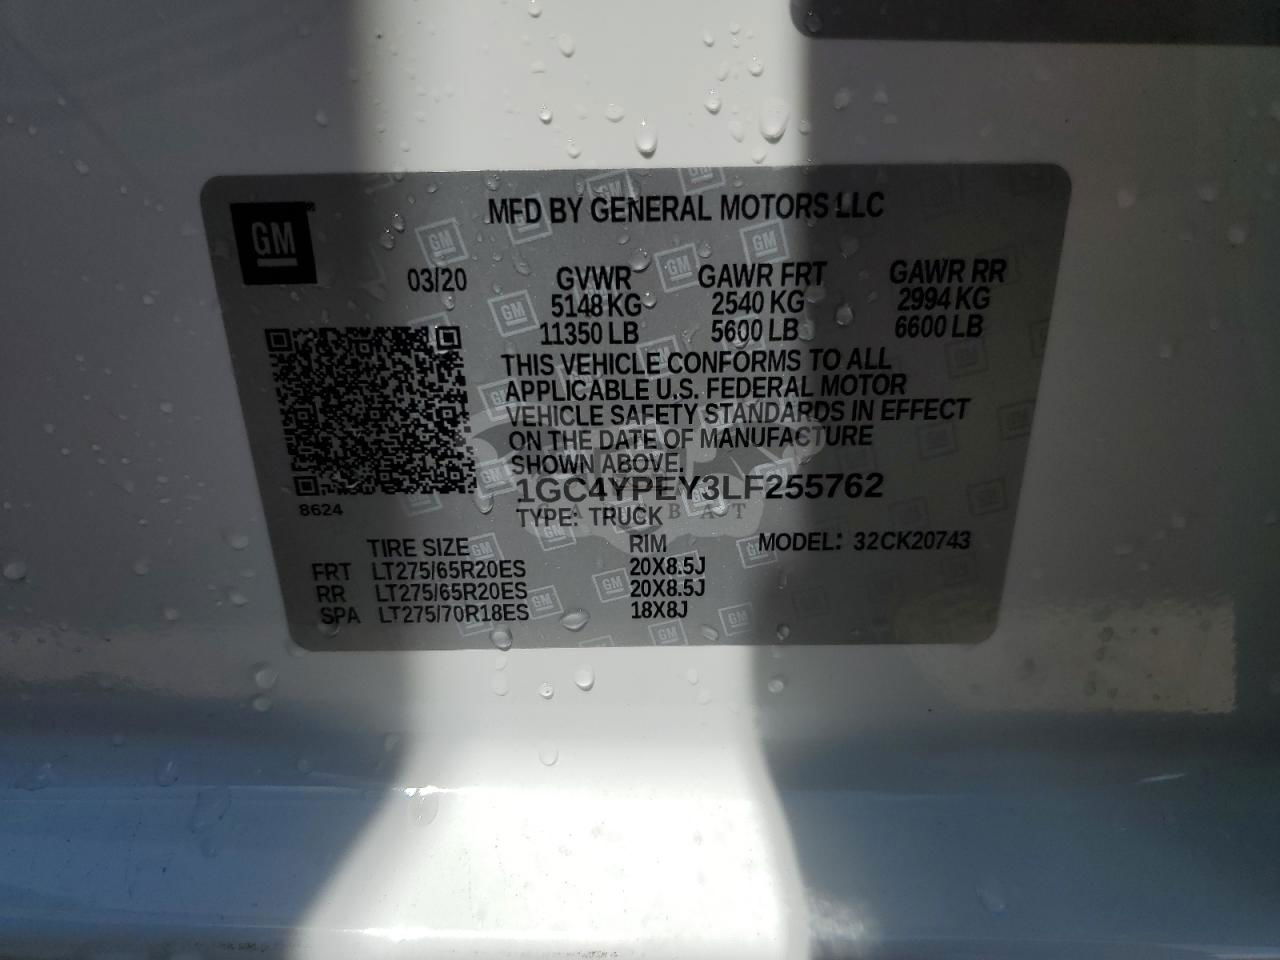 GM
MFD BY GENERAL MOTORS LLC
03/20 GVWR GAWR FRT GAWR RR
5148 KG 2540 KG 2994 KG
11350 LB 5600 LB 6600 LB
THIS VEHICLE CONFORMS TO ALL
APPLICABLE U.S. FEDERAL MOTOR
VEHICLE SAFETY STANDARDS IN EFFECT
ON THE DATE OF MANUFACTURE
SHOWN ABOVE.
1GC4YPEY3LF255762
8624
TYPE: TRUCK
TIRE SIZE RIM MODEL: 32CK20743
FRT LT275/65R20ES 20X8.5J
RR LT275/65R20ES 20X8.5J
SPA LT275/70R18ES 18X8J